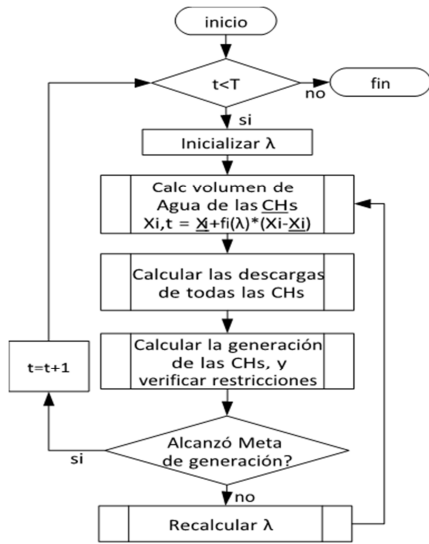 inicio
t<T
no
fin
si
Inicializar λ
Calc volumen de
Agua de las CHs
Xi,t = Xi+fi(λ)*(Xi-Xi)
Calcular las descargas
de todas las CHs
Calcular la generación
de las CHs, y
verificar restricciones
t=t+1
Alcanzó Meta
de generación?
si
no
Recalcular λ